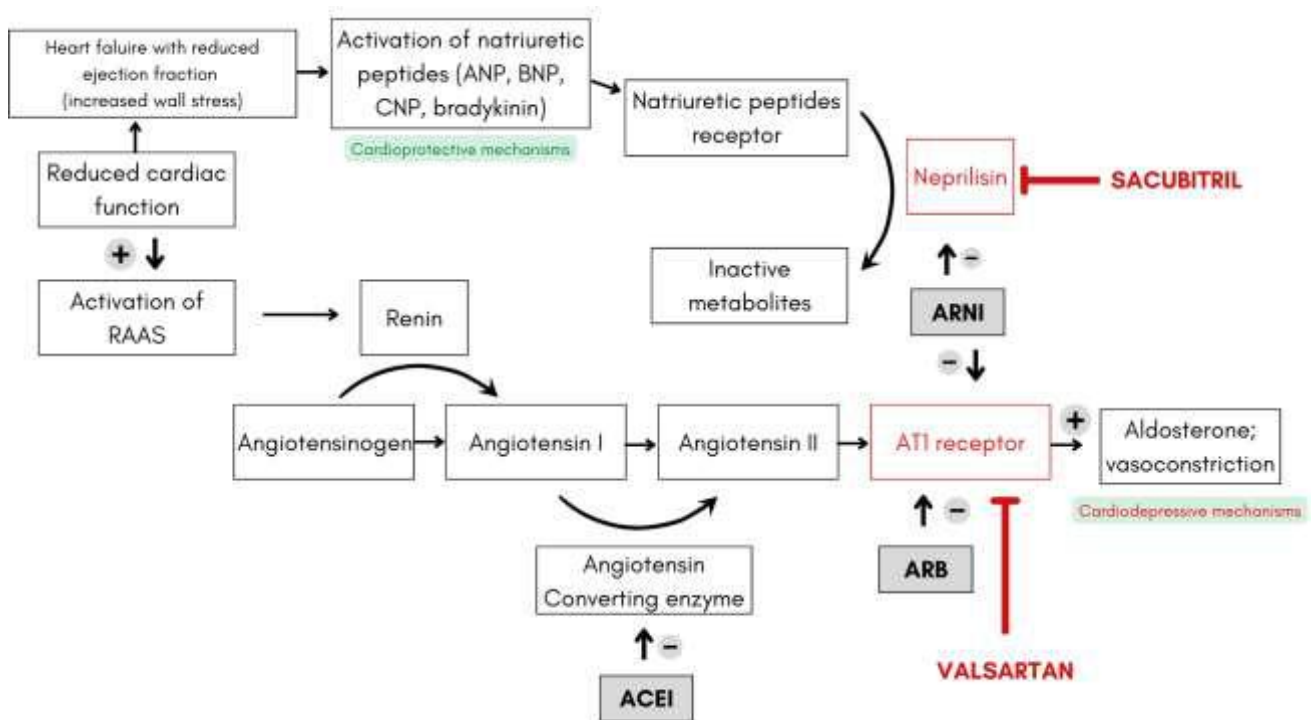 Heart faluire with reduced
ejection fraction
(increased wall stress)
Activation of natriuretic
peptides (ANP, BNP,
CNP, bradykinin)
Cardioprotective mechanisms
Natriuretic peptides
receptor
Neprilisin
SACUBITRIL
Reduced cardiac
function
+
Inactive
metabolites
−
ARNI
−
Activation of
RAAS
Renin
Angiotensinogen
Angiotensin I
Angiotensin II
AT1 receptor
+
Aldosterone;
vasoconstriction
Cardiodepressive mechanisms
−
ARB
Angiotensin
Converting enzyme
−
ACEI
VALSARTAN